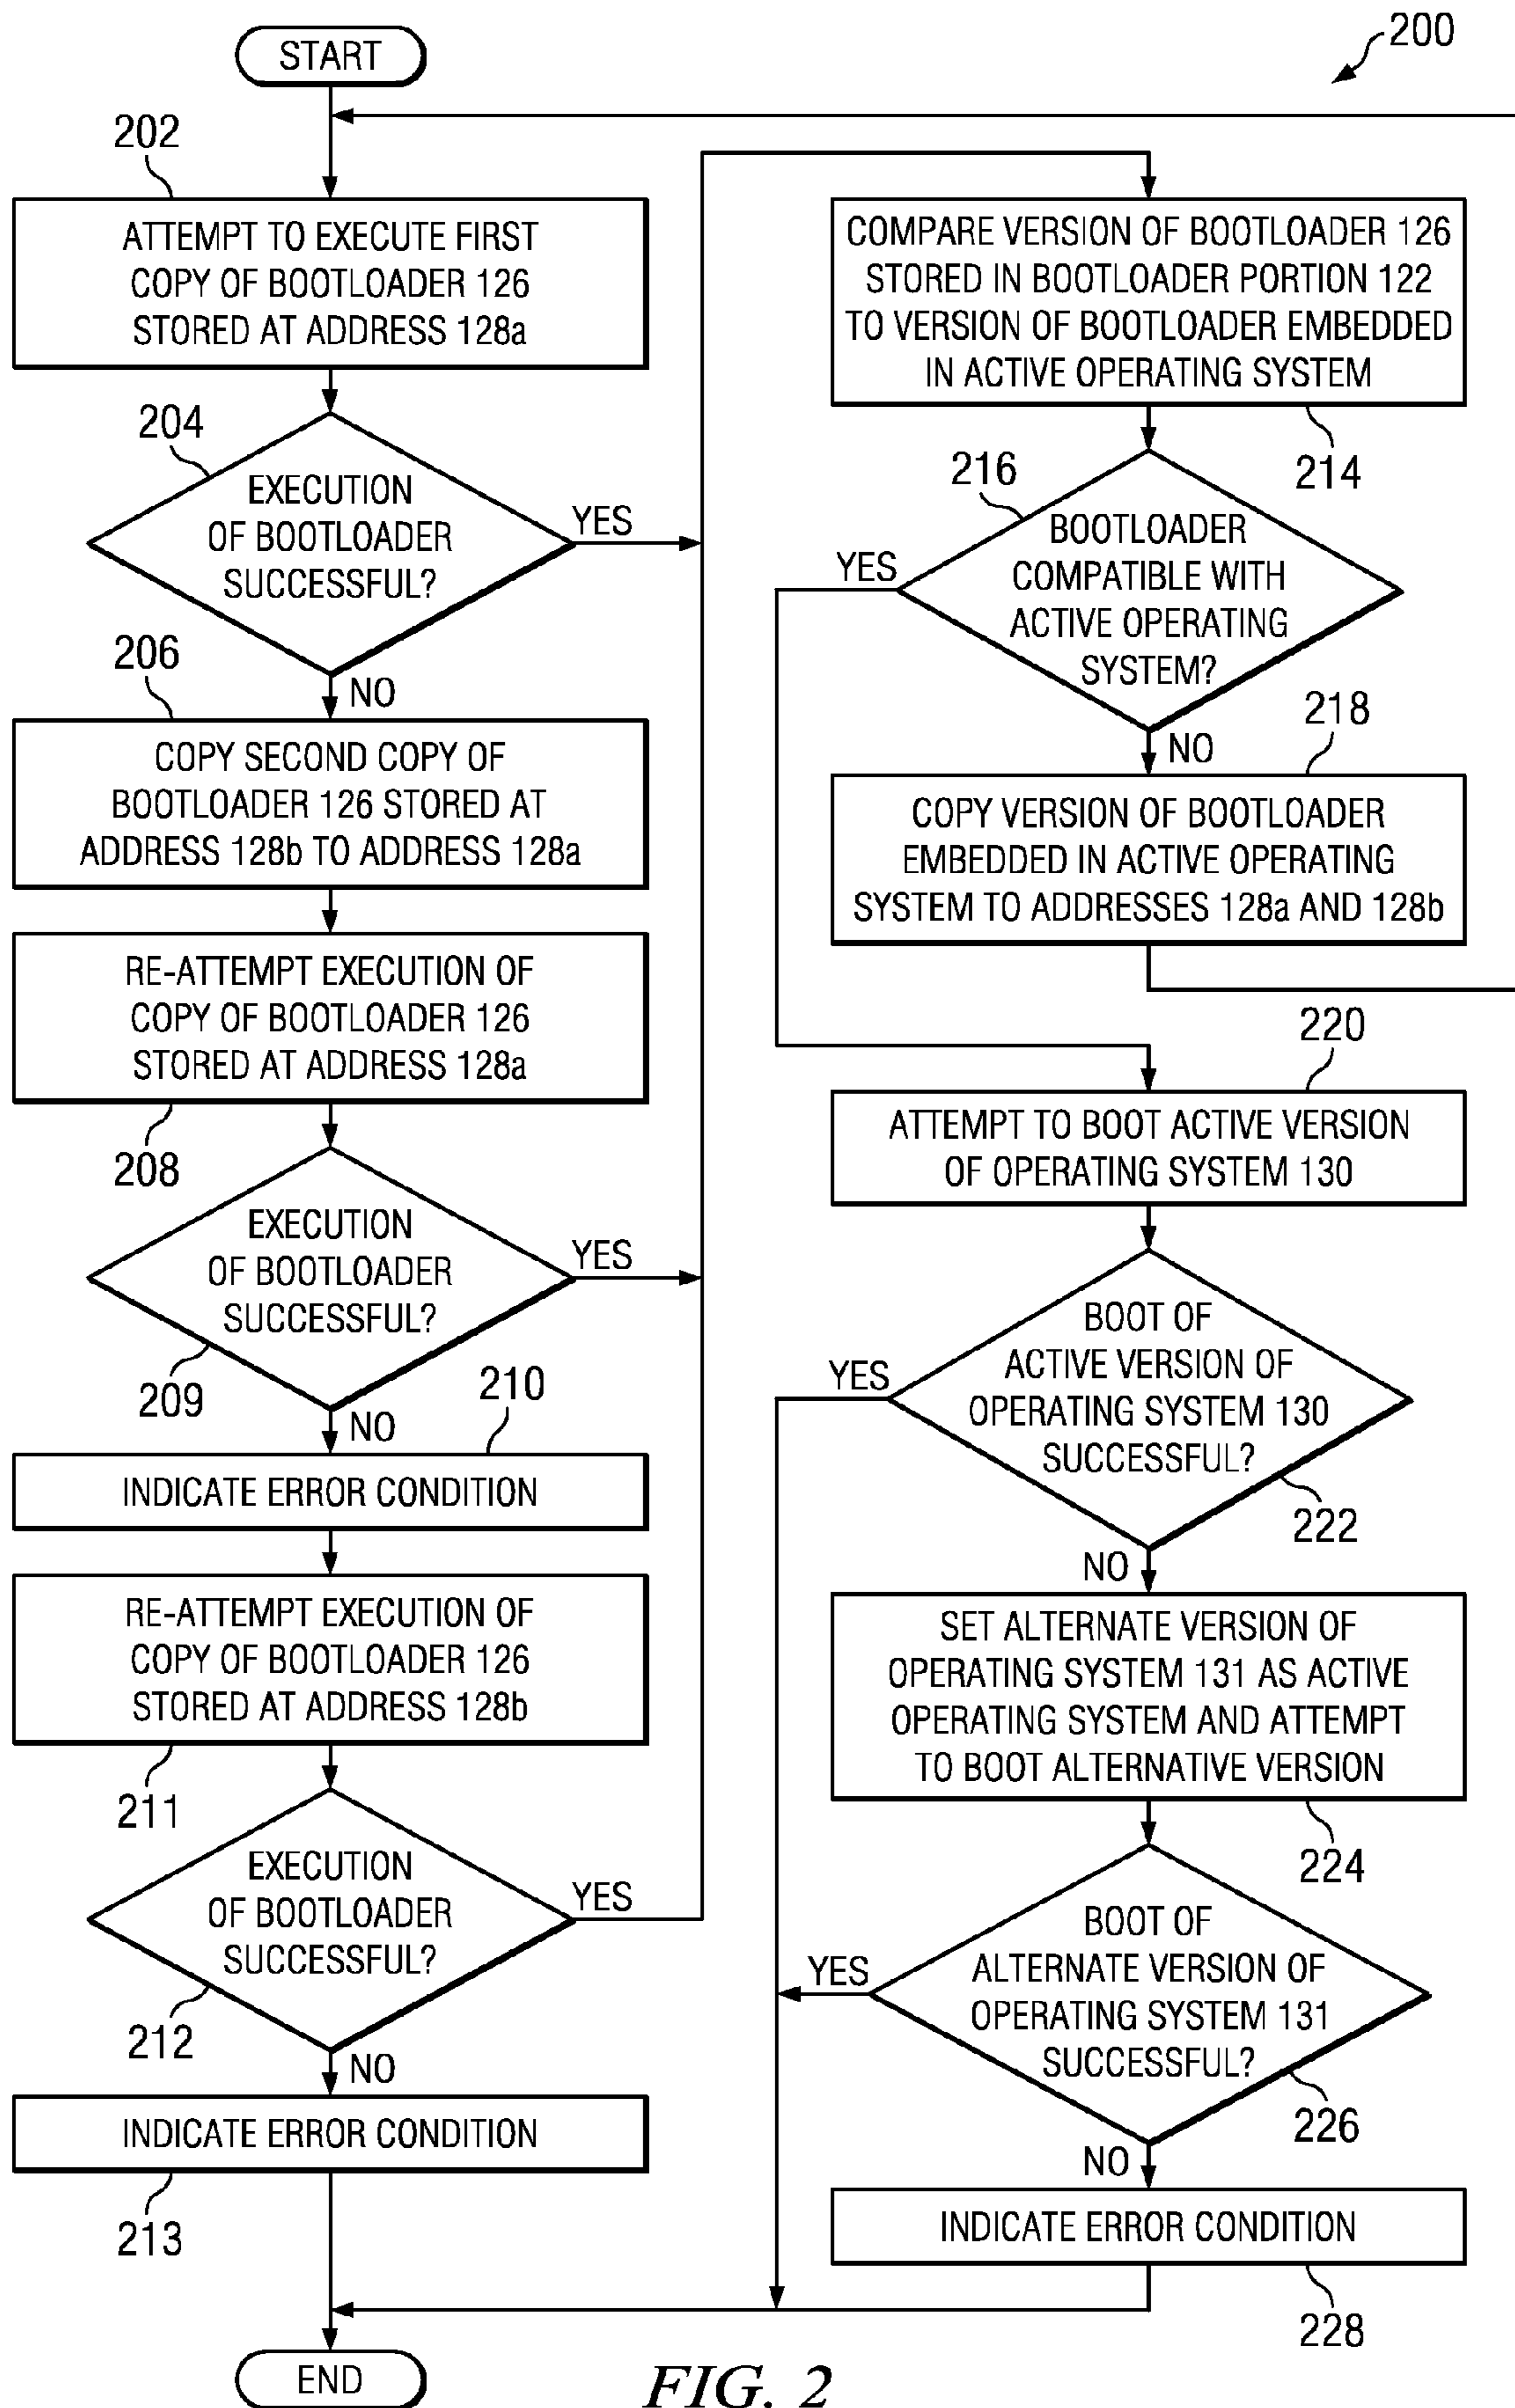 START
200
202
ATTEMPT TO EXECUTE FIRST
COPY OF BOOTLOADER 126
STORED AT ADDRESS 128a
204
EXECUTION
OF BOOTLOADER
SUCCESSFUL?
YES
NO
206
COPY SECOND COPY OF
BOOTLOADER 126 STORED AT
ADDRESS 128b TO ADDRESS 128a
RE-ATTEMPT EXECUTION OF
COPY OF BOOTLOADER 126
STORED AT ADDRESS 128a
208
EXECUTION
OF BOOTLOADER
SUCCESSFUL?
YES
209
NO
210
INDICATE ERROR CONDITION
RE-ATTEMPT EXECUTION OF
COPY OF BOOTLOADER 126
STORED AT ADDRESS 128b
211
EXECUTION
OF BOOTLOADER
SUCCESSFUL?
YES
212
NO
INDICATE ERROR CONDITION
213
END
COMPARE VERSION OF BOOTLOADER 126
STORED IN BOOTLOADER PORTION 122
TO VERSION OF BOOTLOADER EMBEDDED
IN ACTIVE OPERATING SYSTEM
214
216
BOOTLOADER
COMPATIBLE WITH
ACTIVE OPERATING
SYSTEM?
YES
NO
218
COPY VERSION OF BOOTLOADER
EMBEDDED IN ACTIVE OPERATING
SYSTEM TO ADDRESSES 128a AND 128b
220
ATTEMPT TO BOOT ACTIVE VERSION
OF OPERATING SYSTEM 130
BOOT OF
ACTIVE VERSION OF
OPERATING SYSTEM 130
SUCCESSFUL?
YES
222
NO
SET ALTERNATE VERSION OF
OPERATING SYSTEM 131 AS ACTIVE
OPERATING SYSTEM AND ATTEMPT
TO BOOT ALTERNATIVE VERSION
224
BOOT OF
ALTERNATE VERSION OF
OPERATING SYSTEM 131
SUCCESSFUL?
YES
226
NO
INDICATE ERROR CONDITION
228
FIG. 2